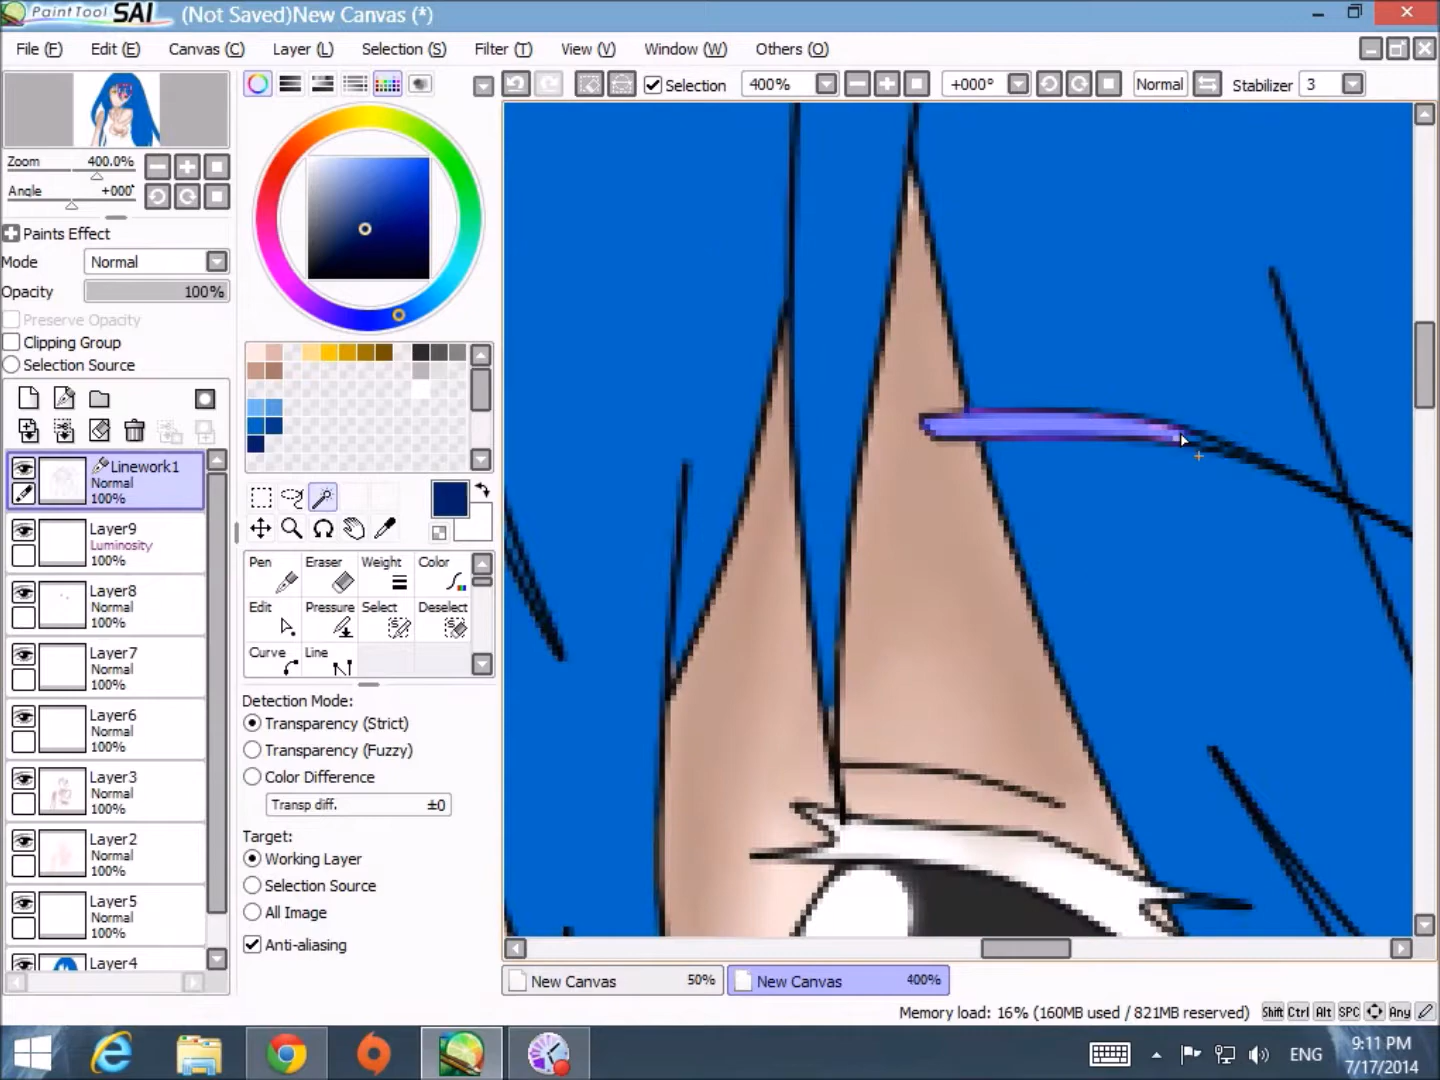 PaintTool SAI (Not Saved)New Canvas (*)
File (F) Edit (E) Canvas (C) Layer (L) Selection (S) Filter (T) View (V) Window (W) Others (O)
Selection 400% +000° Normal Stabilizer 3
Zoom 400.0%
Angle +000°
Paints Effect
Mode Normal
Opacity 100%
Preserve Opacity
Clipping Group
Selection Source
Linework1
Normal
100%
Layer9
Luminosity
100%
Layer8
Normal
100%
Layer7
Normal
100%
Layer6
Normal
100%
Layer3
Normal
100%
Layer2
Normal
100%
Layer5
Normal
100%
Layer4
Pen Eraser Weight Color
Edit Pressure Select Deselect
Curve Line
Detection Mode:
Transparency (Strict)
Transparency (Fuzzy)
Color Difference
Transp diff. ±0
Target:
Working Layer
Selection Source
All Image
Anti-aliasing
New Canvas 50% New Canvas 400%
Memory load: 16% (160MB used / 821MB reserved) Shift Ctrl Alt SPC Any
ENG 9:11 PM
7/17/2014